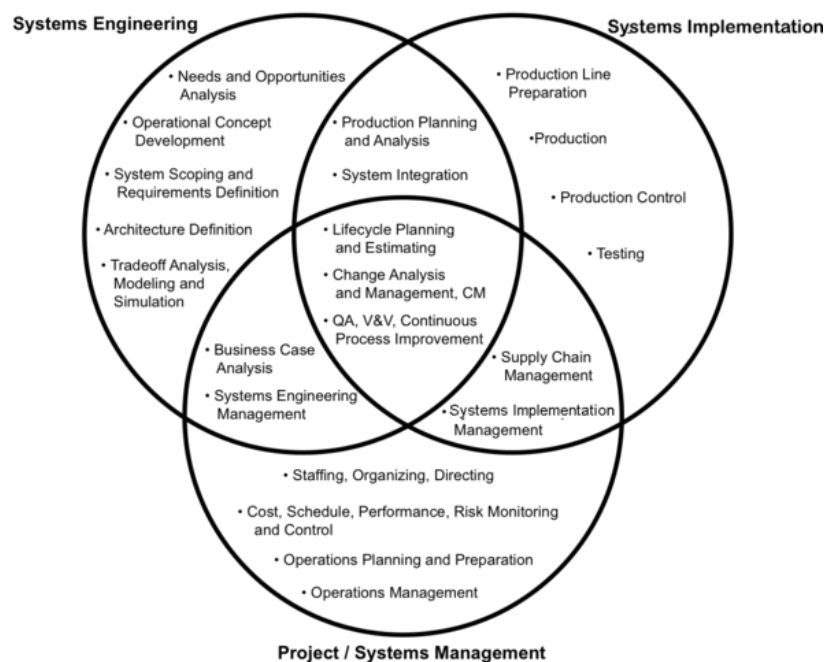 Systems Engineering
Systems Implementation
• Needs and Opportunities
Analysis
• Operational Concept
Development
• System Scoping and
Requirements Definition
• Architecture Definition
• Tradeoff Analysis,
Modeling and
Simulation
• Production Planning
and Analysis
• System Integration
• Production Line
Preparation
• Production
• Production Control
• Testing
• Lifecycle Planning
and Estimating
• Change Analysis
and Management, CM
• QA, V&V, Continuous
Process Improvement
• Business Case
Analysis
• Systems Engineering
Management
• Supply Chain
Management
• Systems Implementation
Management
• Staffing, Organizing, Directing
• Cost, Schedule, Performance, Risk Monitoring
and Control
• Operations Planning and Preparation
• Operations Management
Project / Systems Management